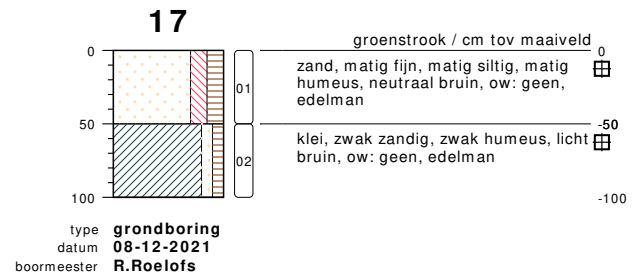 17
groenstrook / cm tov maaiveld
0
0
zand, matig fijn, matig siltig, matig
humeus, neutraal bruin, ow: geen,
edelman
01
50
-50
klei, zwak zandig, zwak humeus, licht
bruin, ow: geen, edelman
02
100
-100
type grondboring
datum 08-12-2021
boormeester R.Roelofs